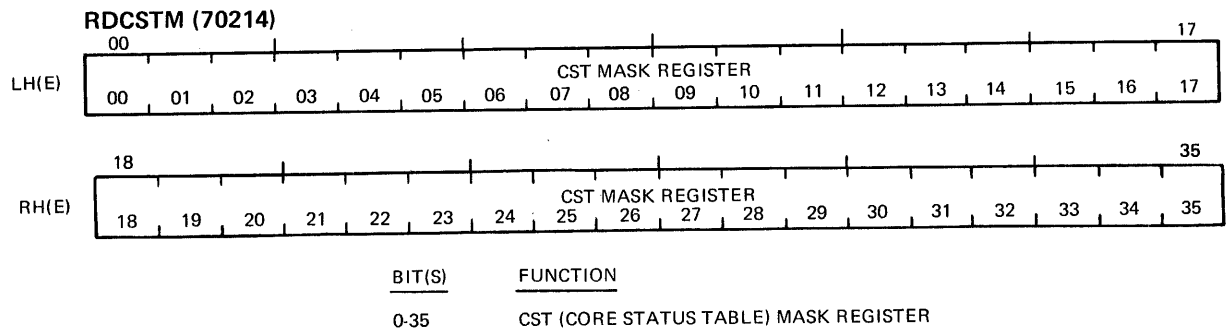 RDCSTM (70214)
00 17
LH(E) CST MASK REGISTER
00 01 02 03 04 05 06 07 08 09 10 11 12 13 14 15 16 17
18 35
RH(E) CST MASK REGISTER
18 19 20 21 22 23 24 25 26 27 28 29 30 31 32 33 34 35
BIT(S) FUNCTION
0-35 CST (CORE STATUS TABLE) MASK REGISTER